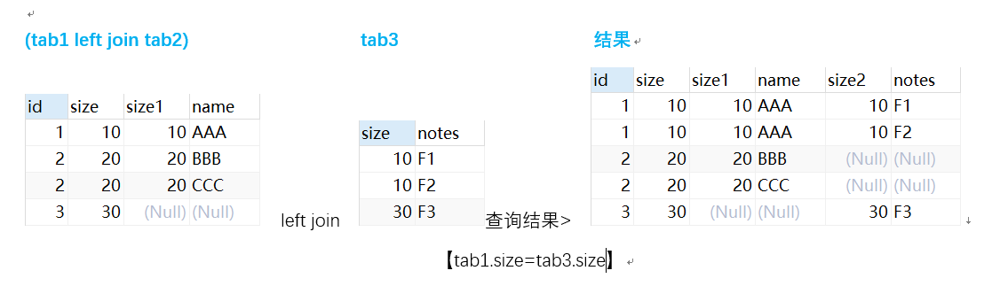 (tab1 left join tab2)
tab3
结果
id size size1 name
1 10 10 AAA
2 20 20 BBB
2 20 20 CCC
3 30 (Null) (Null)
left join
size notes
10 F1
10 F2
30 F3
查询结果>
id size size1 name size2 notes
1 10 10 AAA 10 F1
1 10 10 AAA 10 F2
2 20 20 BBB (Null) (Null)
2 20 20 CCC (Null) (Null)
3 30 (Null) (Null) 30 F3
【tab1.size=tab3.size】